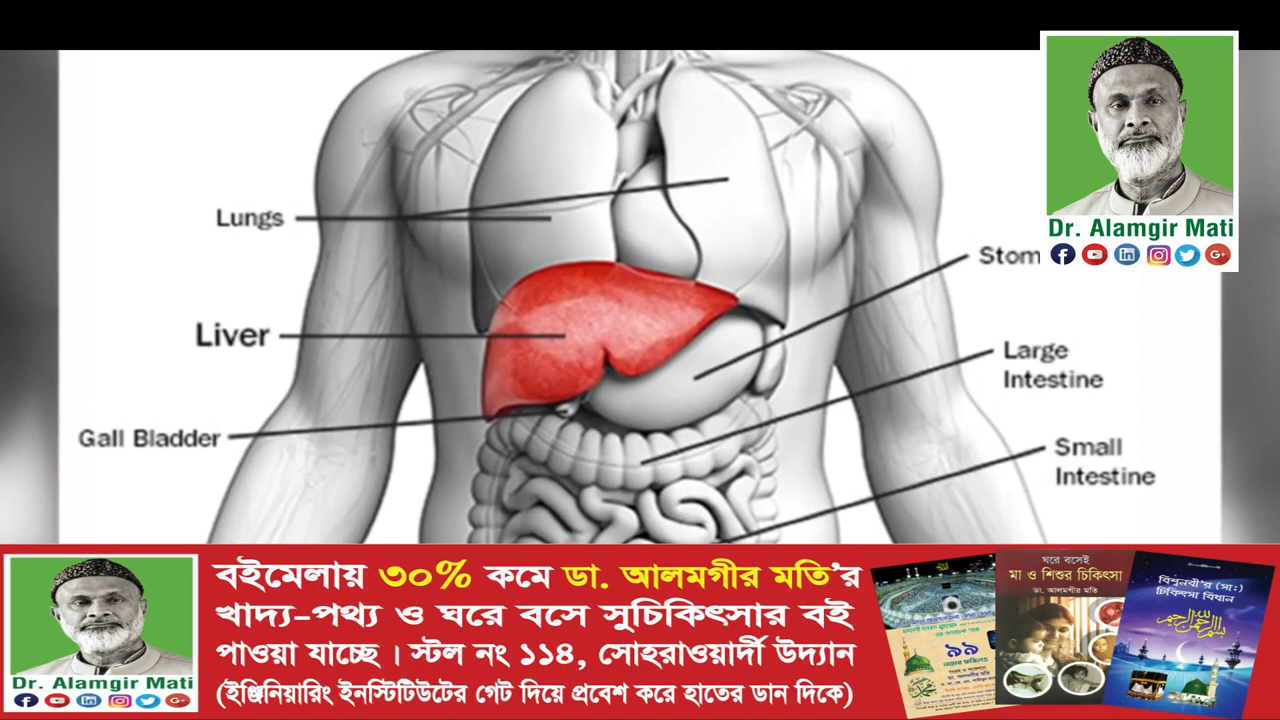 Dr. Alamgir Mati
Lungs
Stom
Liver
Large
Intestine
Gall Bladder
Small
Intestine
বইমেলায় ৩০% কমে ডা. আলমগীর মতি'র
খাদ্য-পথ্য ও ঘরে বসে সুচিকিৎসার বই
পাওয়া যাচ্ছে । স্টল নং ১১৪, সোহরাওয়ার্দী উদ্যান
(ইঞ্জিনিয়ারিং ইনস্টিটিউটের গেট দিয়ে প্রবেশ করে হাতের ডান দিকে)
Dr. Alamgir Mati
৯৯
ডা. আলমগীর মতি
ঘরে বসেই
মা ও শিশুর চিকিৎসা
ডা. আলমগীর মতি
বিশ্বনবী'র (সাঃ)
চিকিৎসা বিধান